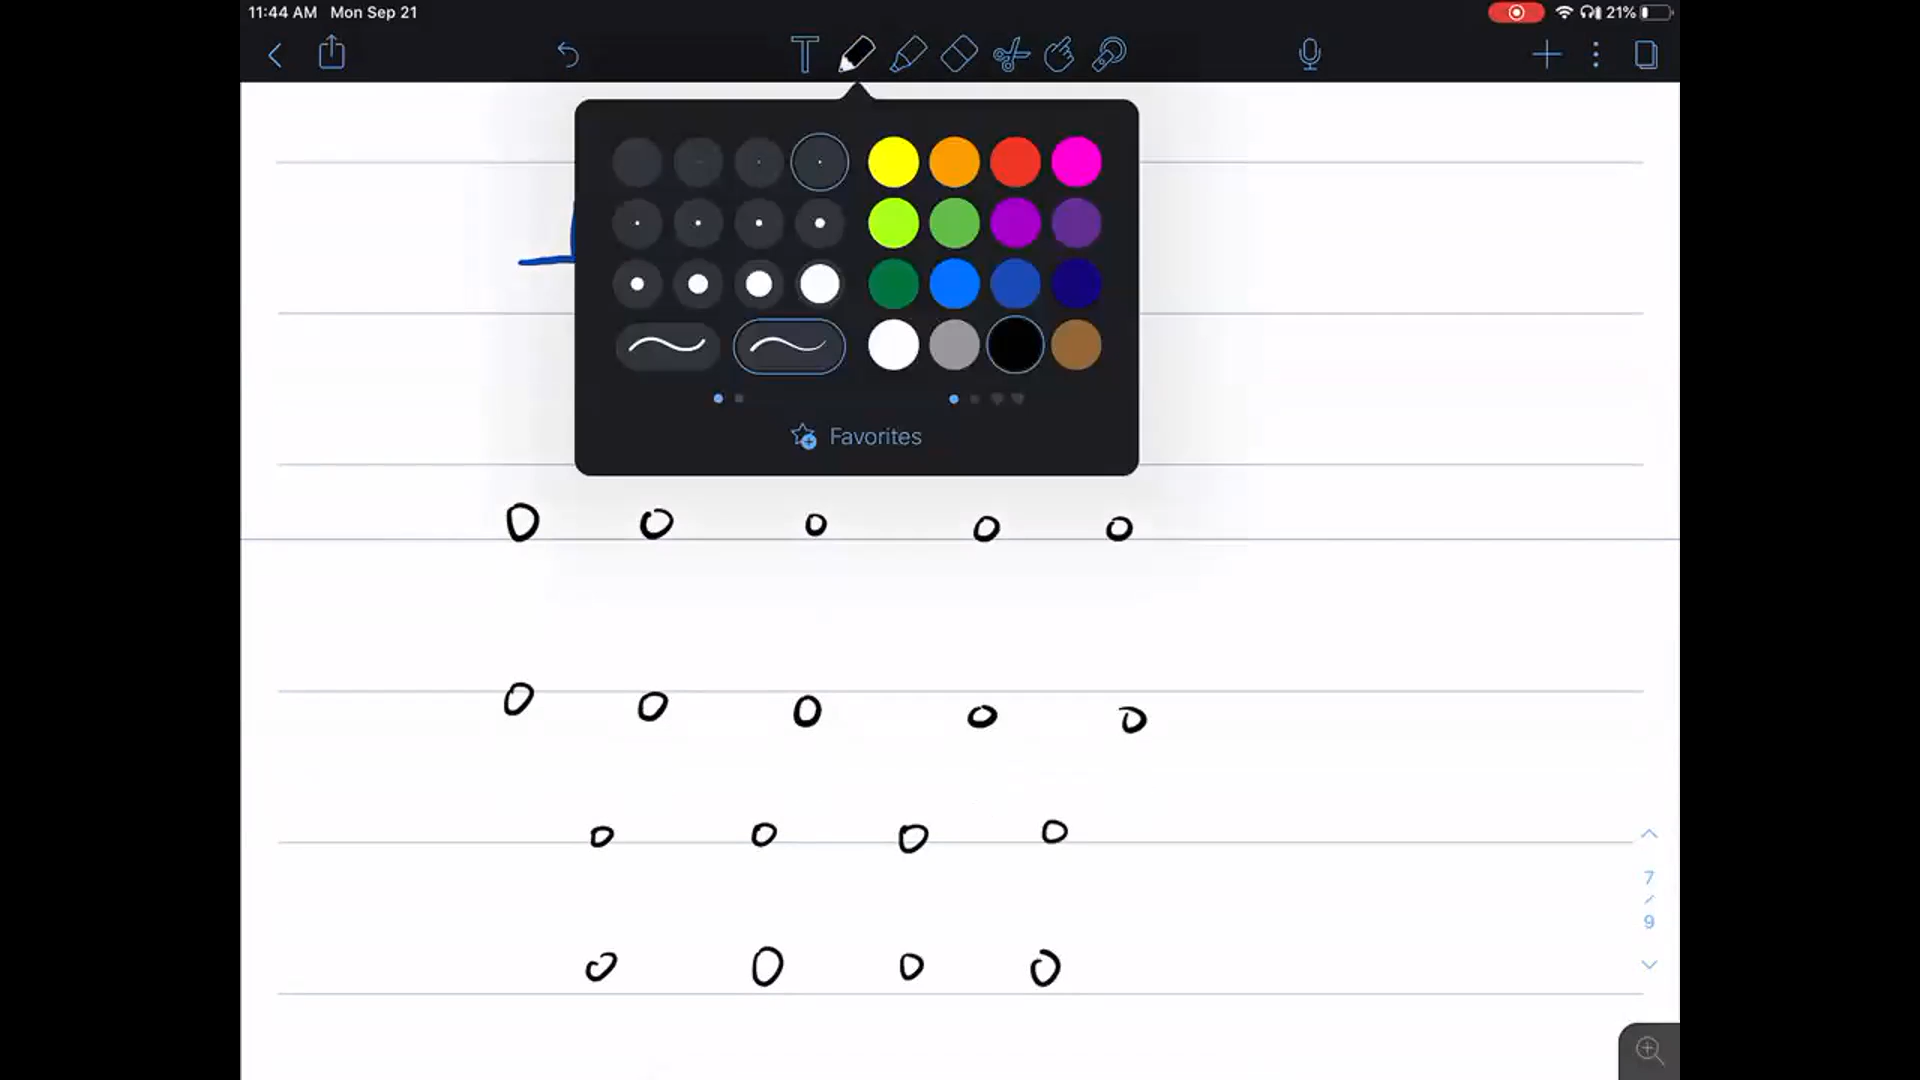 11:44 AM Mon Sep 21 21%
T
Favorites
O O O O O
O O O O O
7
/
9
O O O O
O O O O